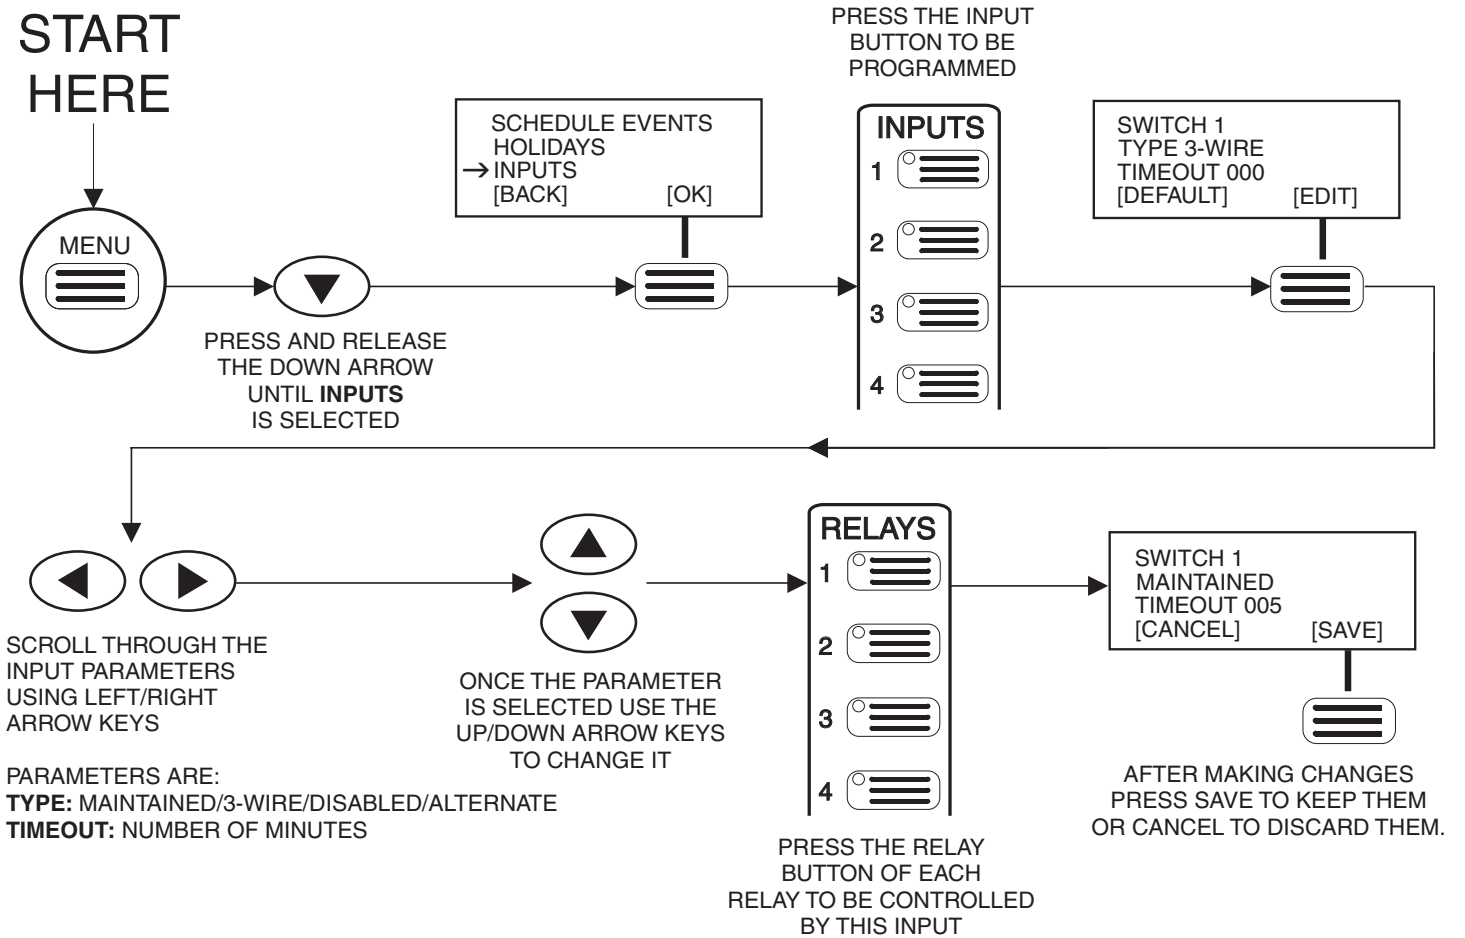 START
HERE
MENU
PRESS AND RELEASE
THE DOWN ARROW
UNTIL INPUTS
IS SELECTED
SCHEDULE EVENTS
HOLIDAYS
→INPUTS
[BACK] [OK]
PRESS THE INPUT
BUTTON TO BE
PROGRAMMED
INPUTS
1
2
3
4
SWITCH 1
TYPE 3-WIRE
TIMEOUT 000
[DEFAULT] [EDIT]
SCROLL THROUGH THE
INPUT PARAMETERS
USING LEFT/RIGHT
ARROW KEYS
PARAMETERS ARE:
TYPE: MAINTAINED/3-WIRE/DISABLED/ALTERNATE
TIMEOUT: NUMBER OF MINUTES
ONCE THE PARAMETER
IS SELECTED USE THE
UP/DOWN ARROW KEYS
TO CHANGE IT
RELAYS
1
2
3
4
PRESS THE RELAY
BUTTON OF EACH
RELAY TO BE CONTROLLED
BY THIS INPUT
SWITCH 1
MAINTAINED
TIMEOUT 005
[CANCEL] [SAVE]
AFTER MAKING CHANGES
PRESS SAVE TO KEEP THEM
OR CANCEL TO DISCARD THEM.